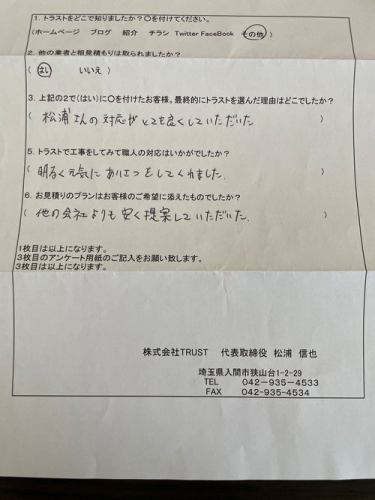 1. トラストをどこで知りましたか？○を付けてください。
(ホームページ ブログ 紹介 チラシ Twitter FaceBook その他 )
2. 他の業者と相見積もりは取られましたか？
( はい いいえ )
3. 上記の2で(はい)に○を付けたお客様。最終的にトラストを選んだ理由はどこでしたか？
( 松浦さんの対応がとても良くしていただいた )
5. トラストで工事をしてみて職人の対応はいかがでしたか？
( 明るく元気にあいさつをしてくれました. )
6. お見積りのプランはお客様のご希望に添えたものでしたか？
( 他の会社よりも安く提案していただいた. )
1枚目は以上になります。
3枚目のアンケート用紙のご記入をお願い致します。
3枚目は以上になります。
株式会社TRUST 代表取締役 松浦 信也
埼玉県入間市狭山台1-2-29
TEL 042-935-4533
FAX 042-935-4534